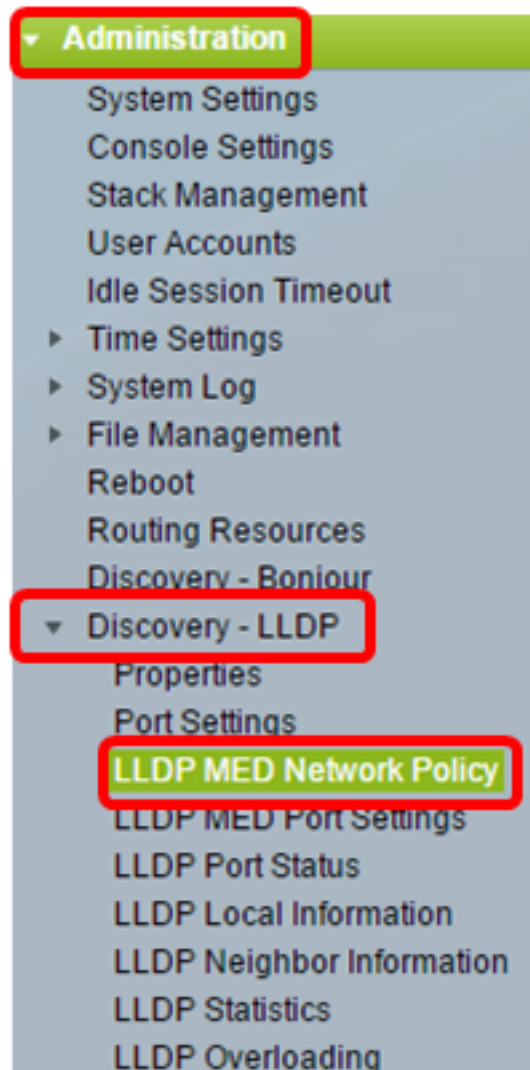 Administration
System Settings
Console Settings
Stack Management
User Accounts
Idle Session Timeout
Time Settings
System Log
File Management
Reboot
Routing Resources
Discovery - Bonjour
Discovery - LLDP
Properties
Port Settings
LLDP MED Network Policy
LLDP MED Port Settings
LLDP Port Status
LLDP Local Information
LLDP Neighbor Information
LLDP Statistics
LLDP Overloading